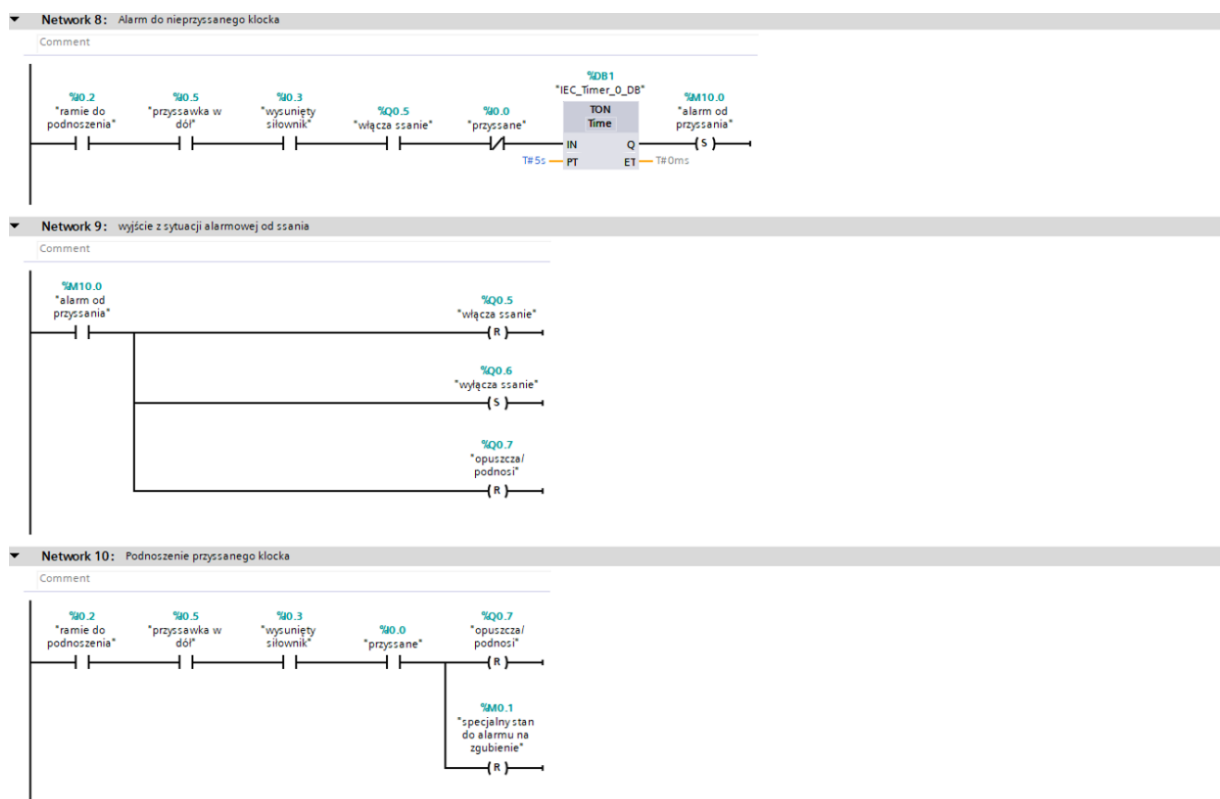 Network 8: Alarm do nieprzyssanego klocka
Comment
%I0.2
"ramie do
podnoszenia"
%I0.5
"przyssawka w
dół"
%I0.3
"wysunięty
siłownik"
%Q0.5
"włącza ssanie"
%I0.0
"przyssane"
%DB1
"IEC_Timer_0_DB"
TON
Time
IN
Q
T#5s
PT
ET
T#0ms
%M10.0
"alarm od
przyssania"
( S )
Network 9: wyjście z sytuacji alarmowej od ssania
Comment
%M10.0
"alarm od
przyssania"
%Q0.5
"włącza ssanie"
( R )
%Q0.6
"wyłącza ssanie"
( S )
%Q0.7
"opuszcza/
podnosi"
( R )
Network 10: Podnoszenie przyssanego klocka
Comment
%I0.2
"ramie do
podnoszenia"
%I0.5
"przyssawka w
dół"
%I0.3
"wysunięty
siłownik"
%I0.0
"przyssane"
%Q0.7
"opuszcza/
podnosi"
( R )
%M0.1
"specjalny stan
do alarmu na
zgubienie"
( R )